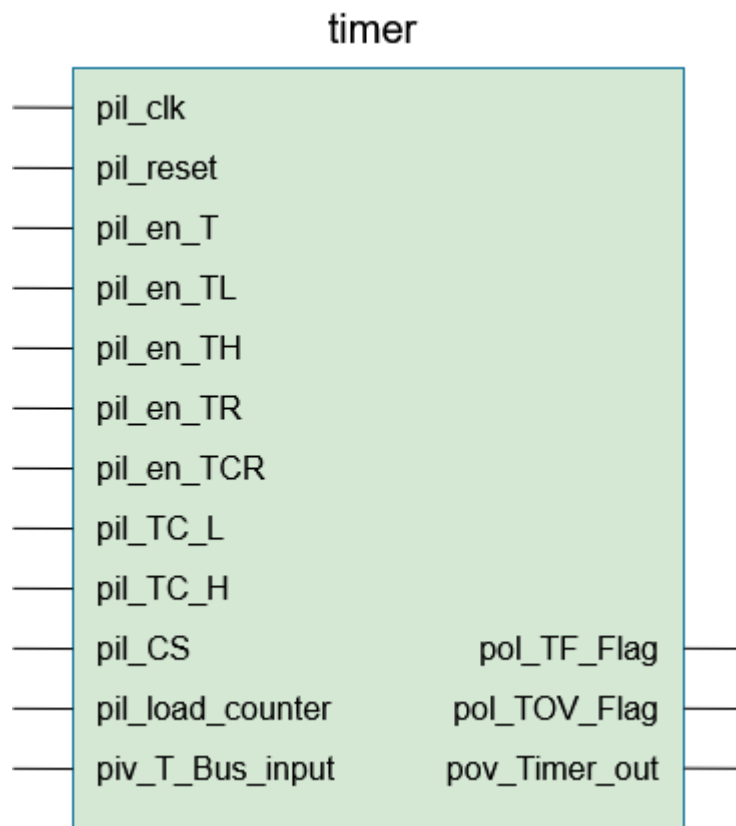 timer
pil_clk
pil_reset
pil_en_T
pil_en_TL
pil_en_TH
pil_en_TR
pil_en_TCR
pil_TC_L
pil_TC_H
pil_CS pol_TF_Flag
pil_load_counter pol_TOV_Flag
piv_T_Bus_input pov_Timer_out